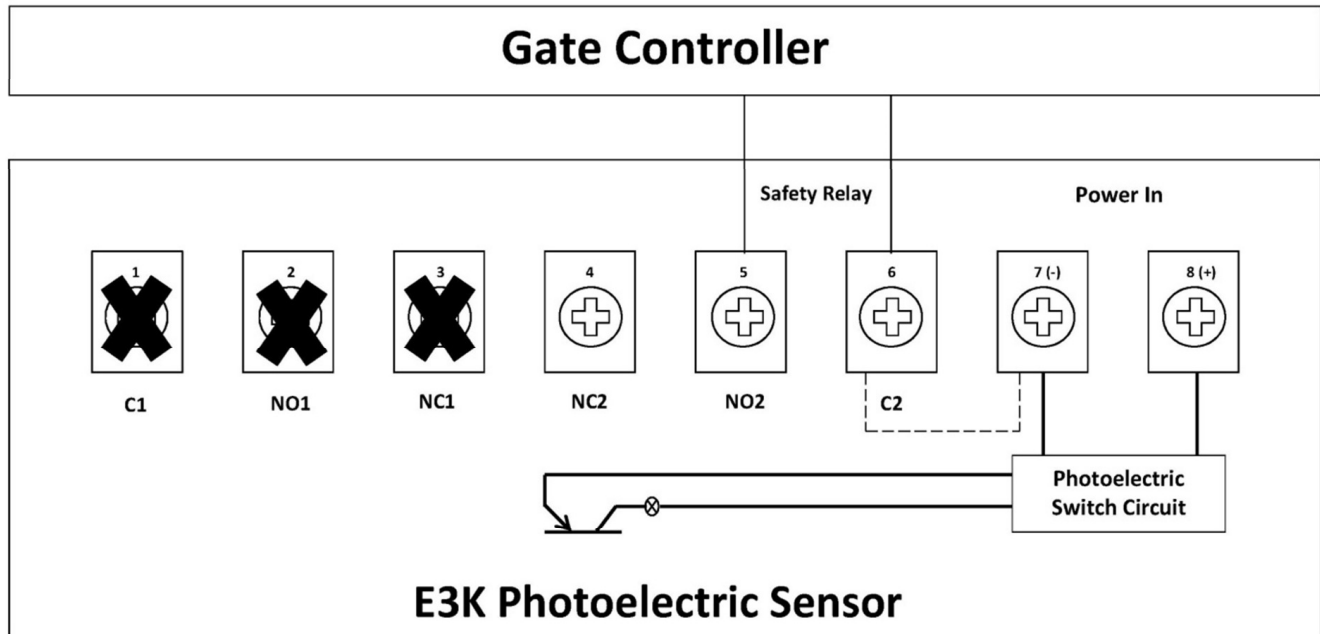 Gate Controller
Safety Relay
Power In
1
2
3
4
5
6
7 (-)
8 (+)
C1
NO1
NC1
NC2
NO2
C2
Photoelectric
Switch Circuit
E3K Photoelectric Sensor